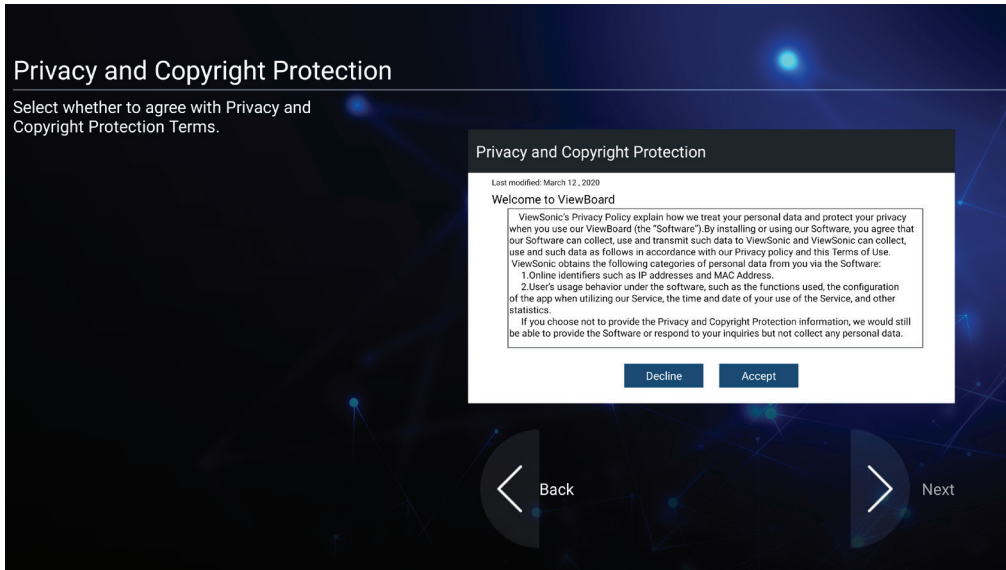 Privacy and Copyright Protection
Select whether to agree with Privacy and
Copyright Protection Terms.
Privacy and Copyright Protection
Last modified: March 12 , 2020
Welcome to ViewBoard
ViewSonic's Privacy Policy explain how we treat your personal data and protect your privacy
when you use our ViewBoard (the "Software").By installing or using our Software, you agree that
our Software can collect, use and transmit such data to ViewSonic and ViewSonic can collect,
use and such data as follows in accordance with our Privacy policy and this Terms of Use.
ViewSonic obtains the following categories of personal data from you via the Software:
1.Online identifiers such as IP addresses and MAC Address.
2.User's usage behavior under the software, such as the functions used, the configuration
of the app when utilizing our Service, the time and date of your use of the Service, and other
statistics.
If you choose not to provide the Privacy and Copyright Protection information, we would still
be able to provide the Software or respond to your inquiries but not collect any personal data.
Decline Accept
Back Next